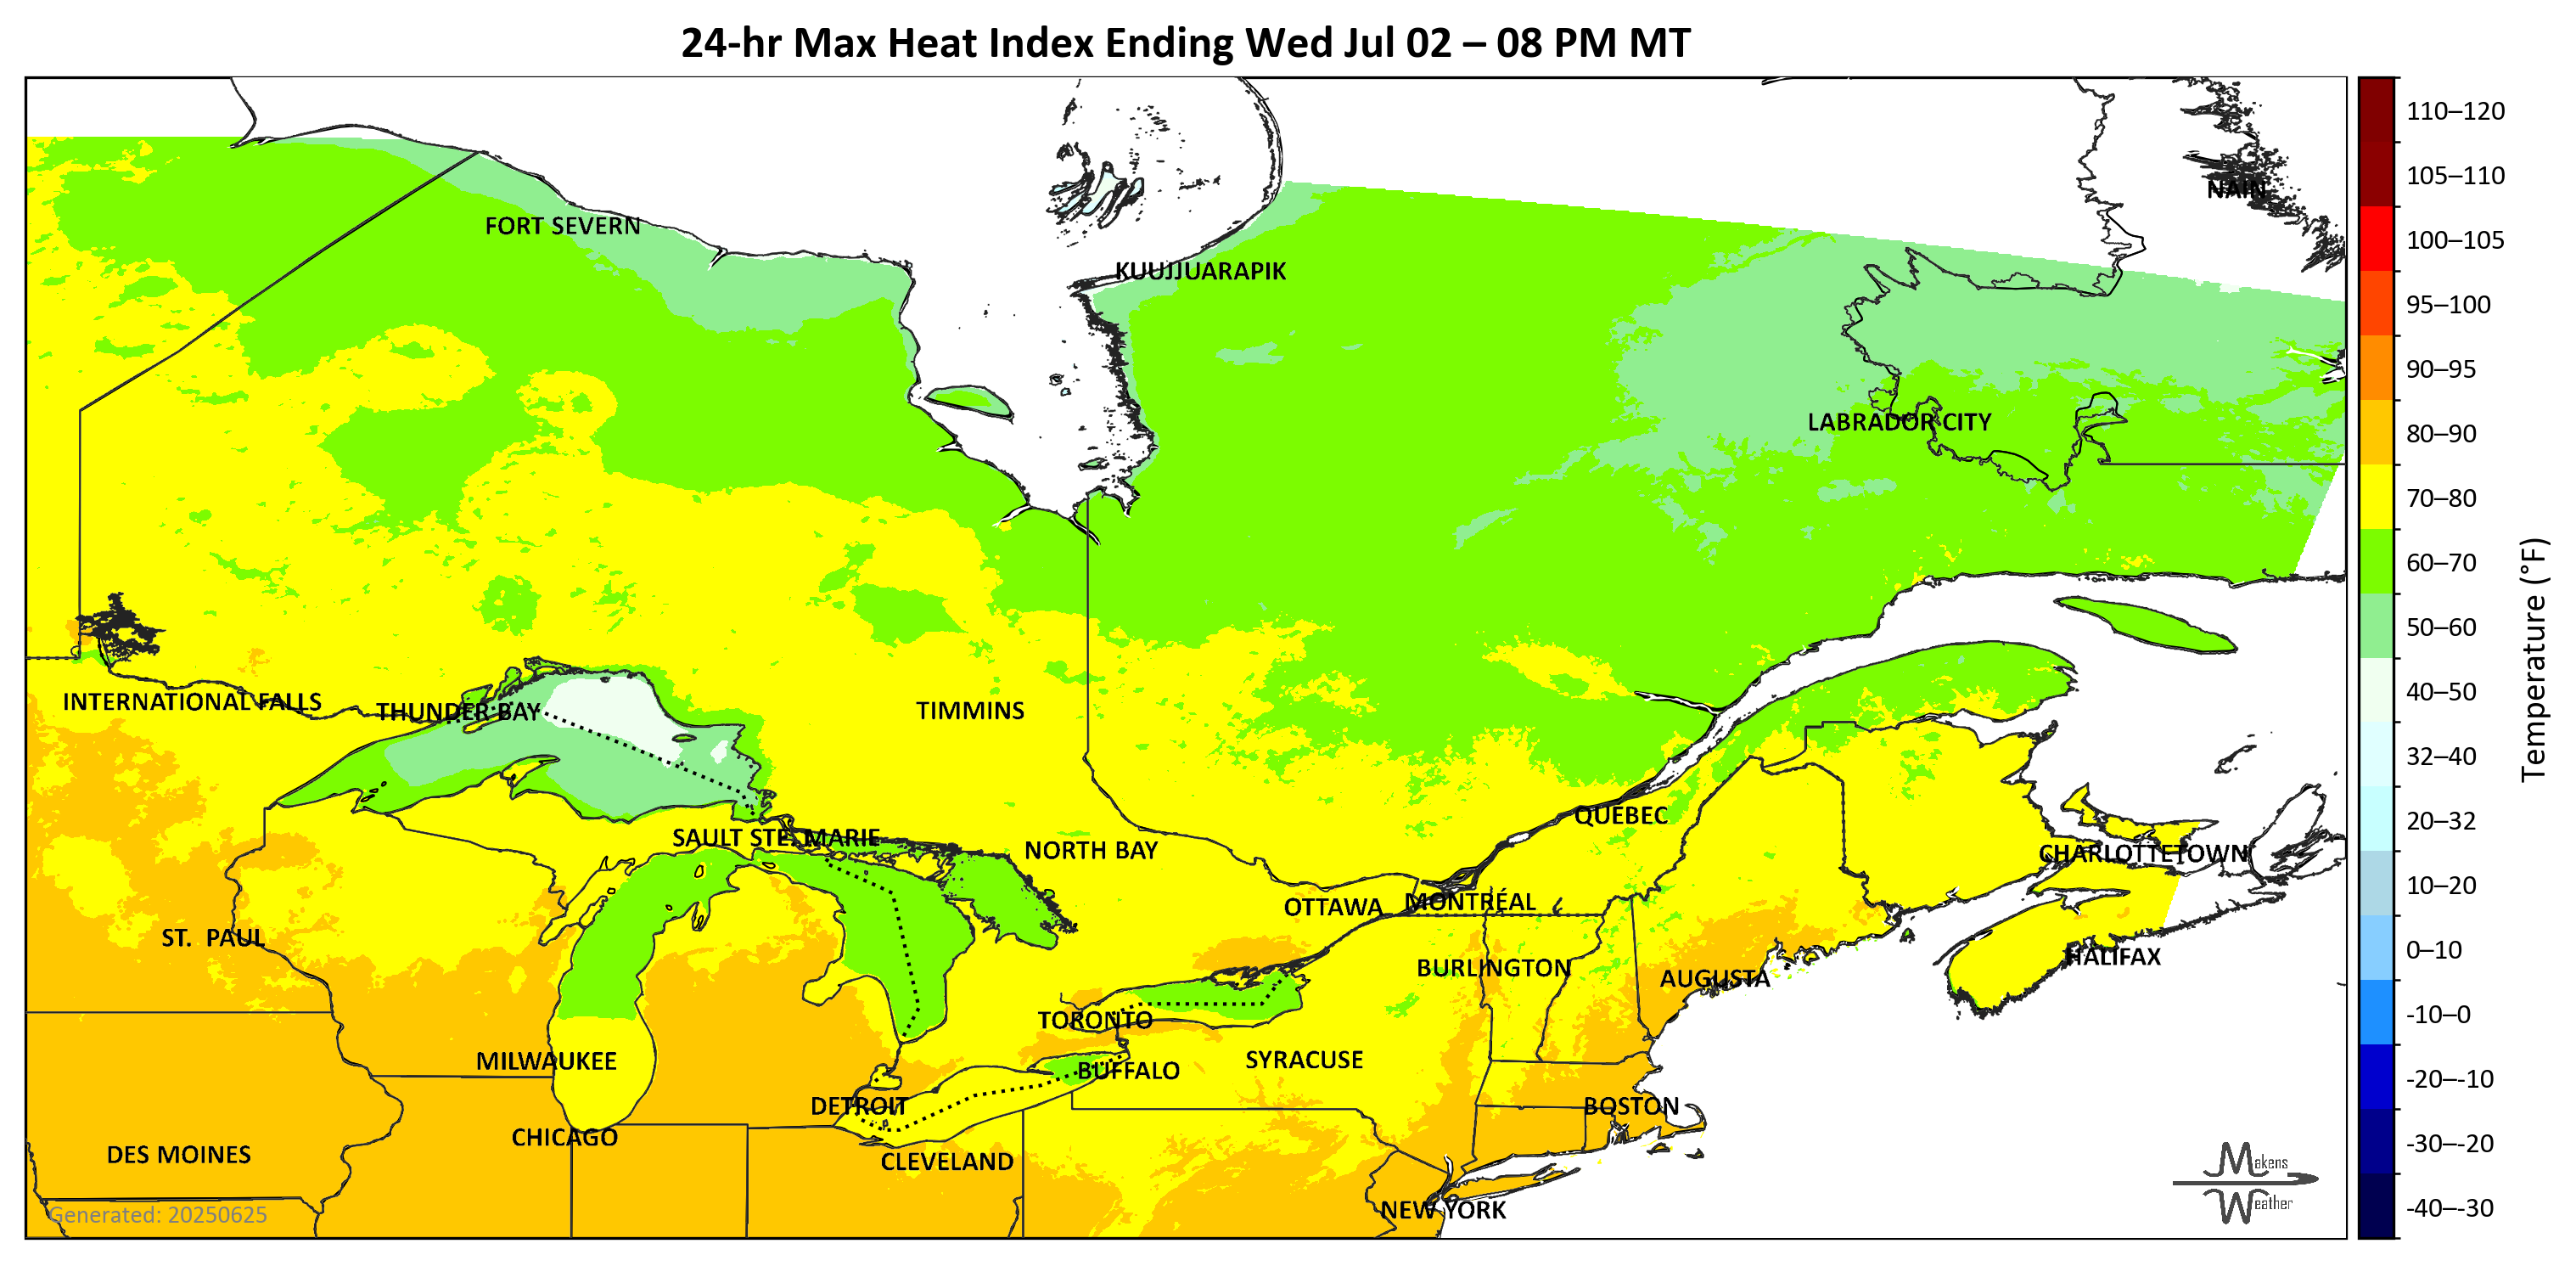 24-hr Max Heat Index Ending Wed Jul 02 – 08 PM MT
110–120
105–110
NAIN
FORT SEVERN
100–105
KUUJJUARAPIK
95–100
90–95
LABRADOR CITY
80–90
70–80
60–70
50–60
Temperature (°F)
INTERNATIONAL FALLS
THUNDER BAY
TIMMINS
40–50
32–40
QUÉBEC
20–32
SAULT STE. MARIE
NORTH BAY
CHARLOTTETOWN
10–20
OTTAWA
MONTRÉAL
ST. PAUL
HALIFAX
0–10
BURLINGTON
AUGUSTA
TORONTO
-10–0
MILWAUKEE
SYRACUSE
BUFFALO
-20–-10
DETROIT
BOSTON
CHICAGO
-30–-20
DES MOINES
CLEVELAND
Makens
Weather
NEW YORK
-40–-30
Generated: 20250625